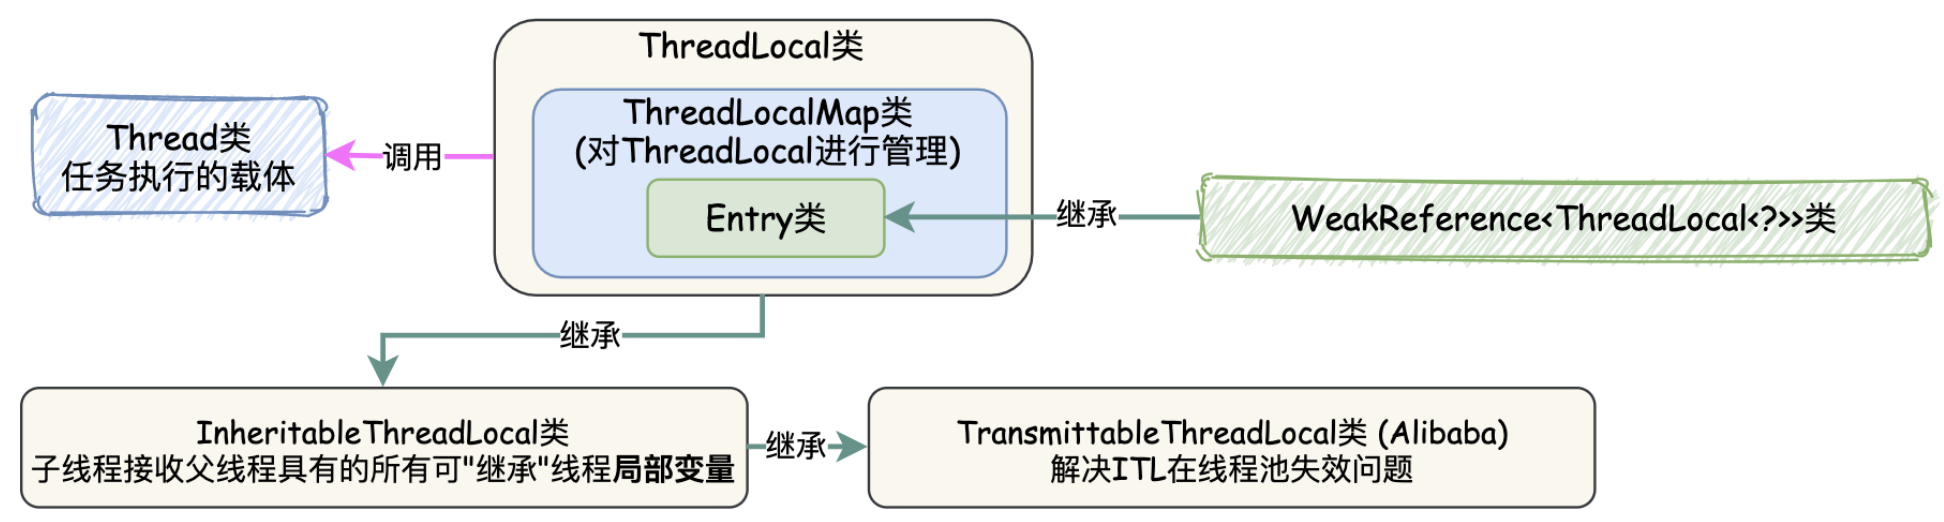 ThreadLocal类
ThreadLocalMap类
(对ThreadLocal进行管理)
Entry类
Thread类
任务执行的载体
调用
继承
WeakReference<ThreadLocal<?>>类
继承
InheritableThreadLocal类
子线程接收父线程具有的所有可"继承"线程局部变量
继承
TransmittableThreadLocal类 (Alibaba)
解决ITL在线程池失效问题